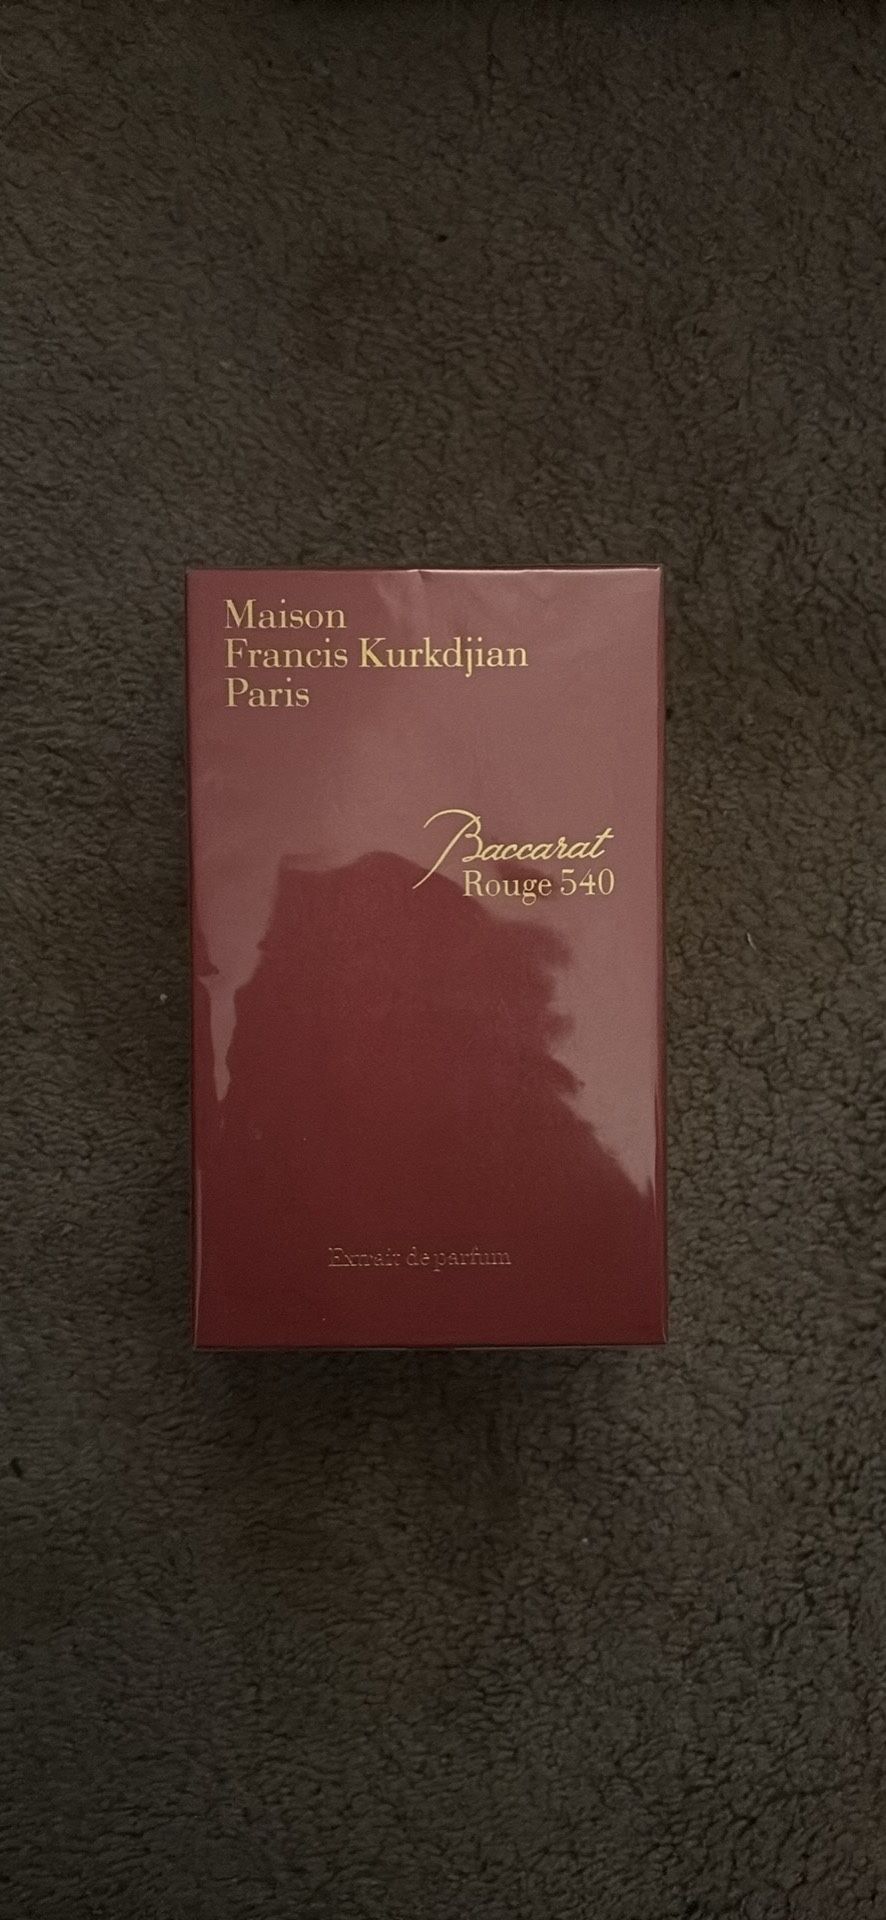 Maison
Francis Kurkdjian
Paris
Baccarat
Rouge 540
Extrait de parfum